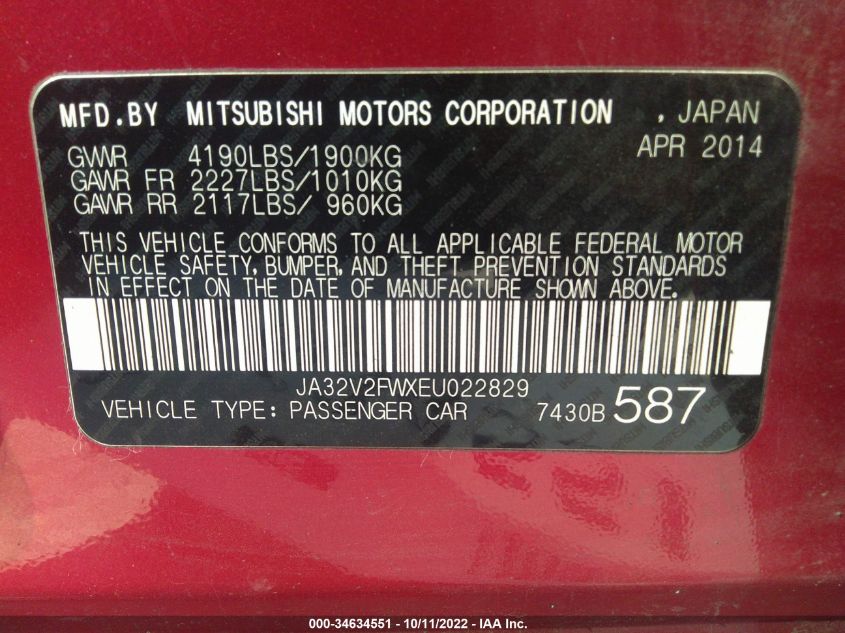 MFD.BY MITSUBISHI MOTORS CORPORATION , JAPAN
APR 2014
GVWR 4190LBS/1900KG
GAWR FR 2227LBS/1010KG
GAWR RR 2117LBS/ 960KG
THIS VEHICLE CONFORMS TO ALL APPLICABLE FEDERAL MOTOR
VEHICLE SAFETY, BUMPER, AND THEFT PREVENTION STANDARDS
IN EFFECT ON THE DATE OF MANUFACTURE SHOWN ABOVE.
JA32V2FWXEU022829
VEHICLE TYPE: PASSENGER CAR 7430B 587
000-34634551 - 10/11/2022 - IAA Inc.